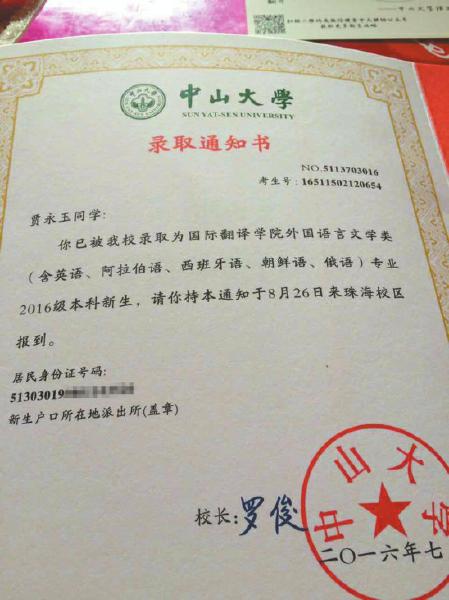 中山大學
SUN YAT-SEN UNIVERSITY
录取通知书
NO.5113703016
考生号:16511502120654
贾永玉同学:
你已被我校录取为国际翻译学院外国语言文学类
(含英语、阿拉伯语、西班牙语、朝鲜语、俄语)专业
2016级本科新生,请你持本通知于8月26日来珠海校区
报到。
居民身份证号码:
51303019
新生户口所在地派出所(盖章)
校长:罗俊
中山大学
二〇一六年七